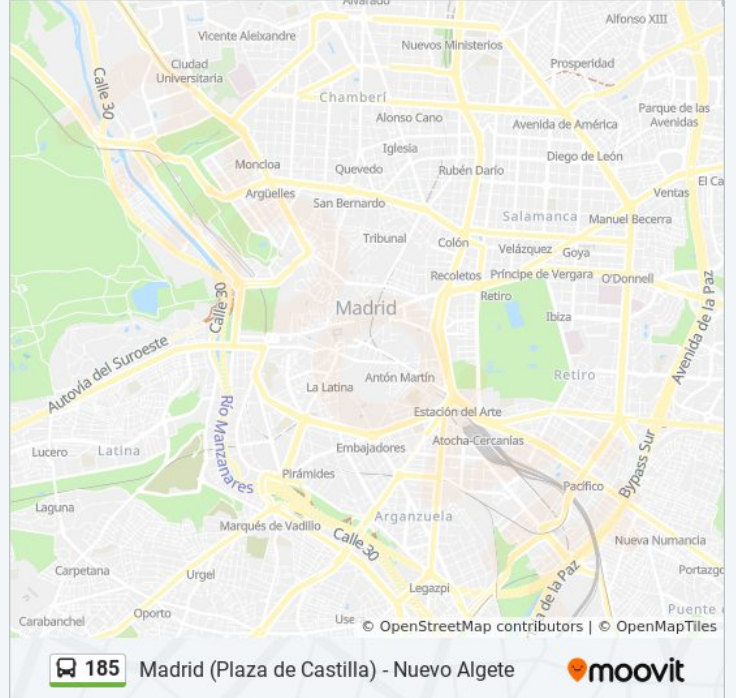 Alvarado
Alfonso XIII
Vicente Aleixandre
Nuevos Ministerios
Ciudad
Universitaria
Prosperidad
Calle 30
Chamberí
Parque de las
Avenidas
Alonso Cano
Avenida de América
Iglesia
Diego de León
Moncloa
Quevedo
Rubén Darío
El Ca
Argüelles
Ventas
San Bernardo
Salamanca
Manuel Becerra
Tribunal
Colón
Velázquez
Goya
Recoletos
Príncipe de Vergara
O'Donnell
Calle 30
Retiro
Madrid
Ibiza
Avenida de la Paz
Autovía del Suroeste
La Latina
Antón Martín
Retiro
Estación del Arte
Río Manzanares
Embajadores
Atocha-Cercanías
Lucero
Latina
Bypass Sur
Pirámides
Pacífico
Laguna
Marqués de Vadillo
Arganzuela
Calle 30
Nueva Numancia
Carpetana
Urgel
Legazpi
a de la Paz
Portazgo
Carabanchel
Oporto
Use
Puente
© OpenStreetMap contributors | © OpenMapTiles
185 Madrid (Plaza de Castilla) - Nuevo Algete
moovit